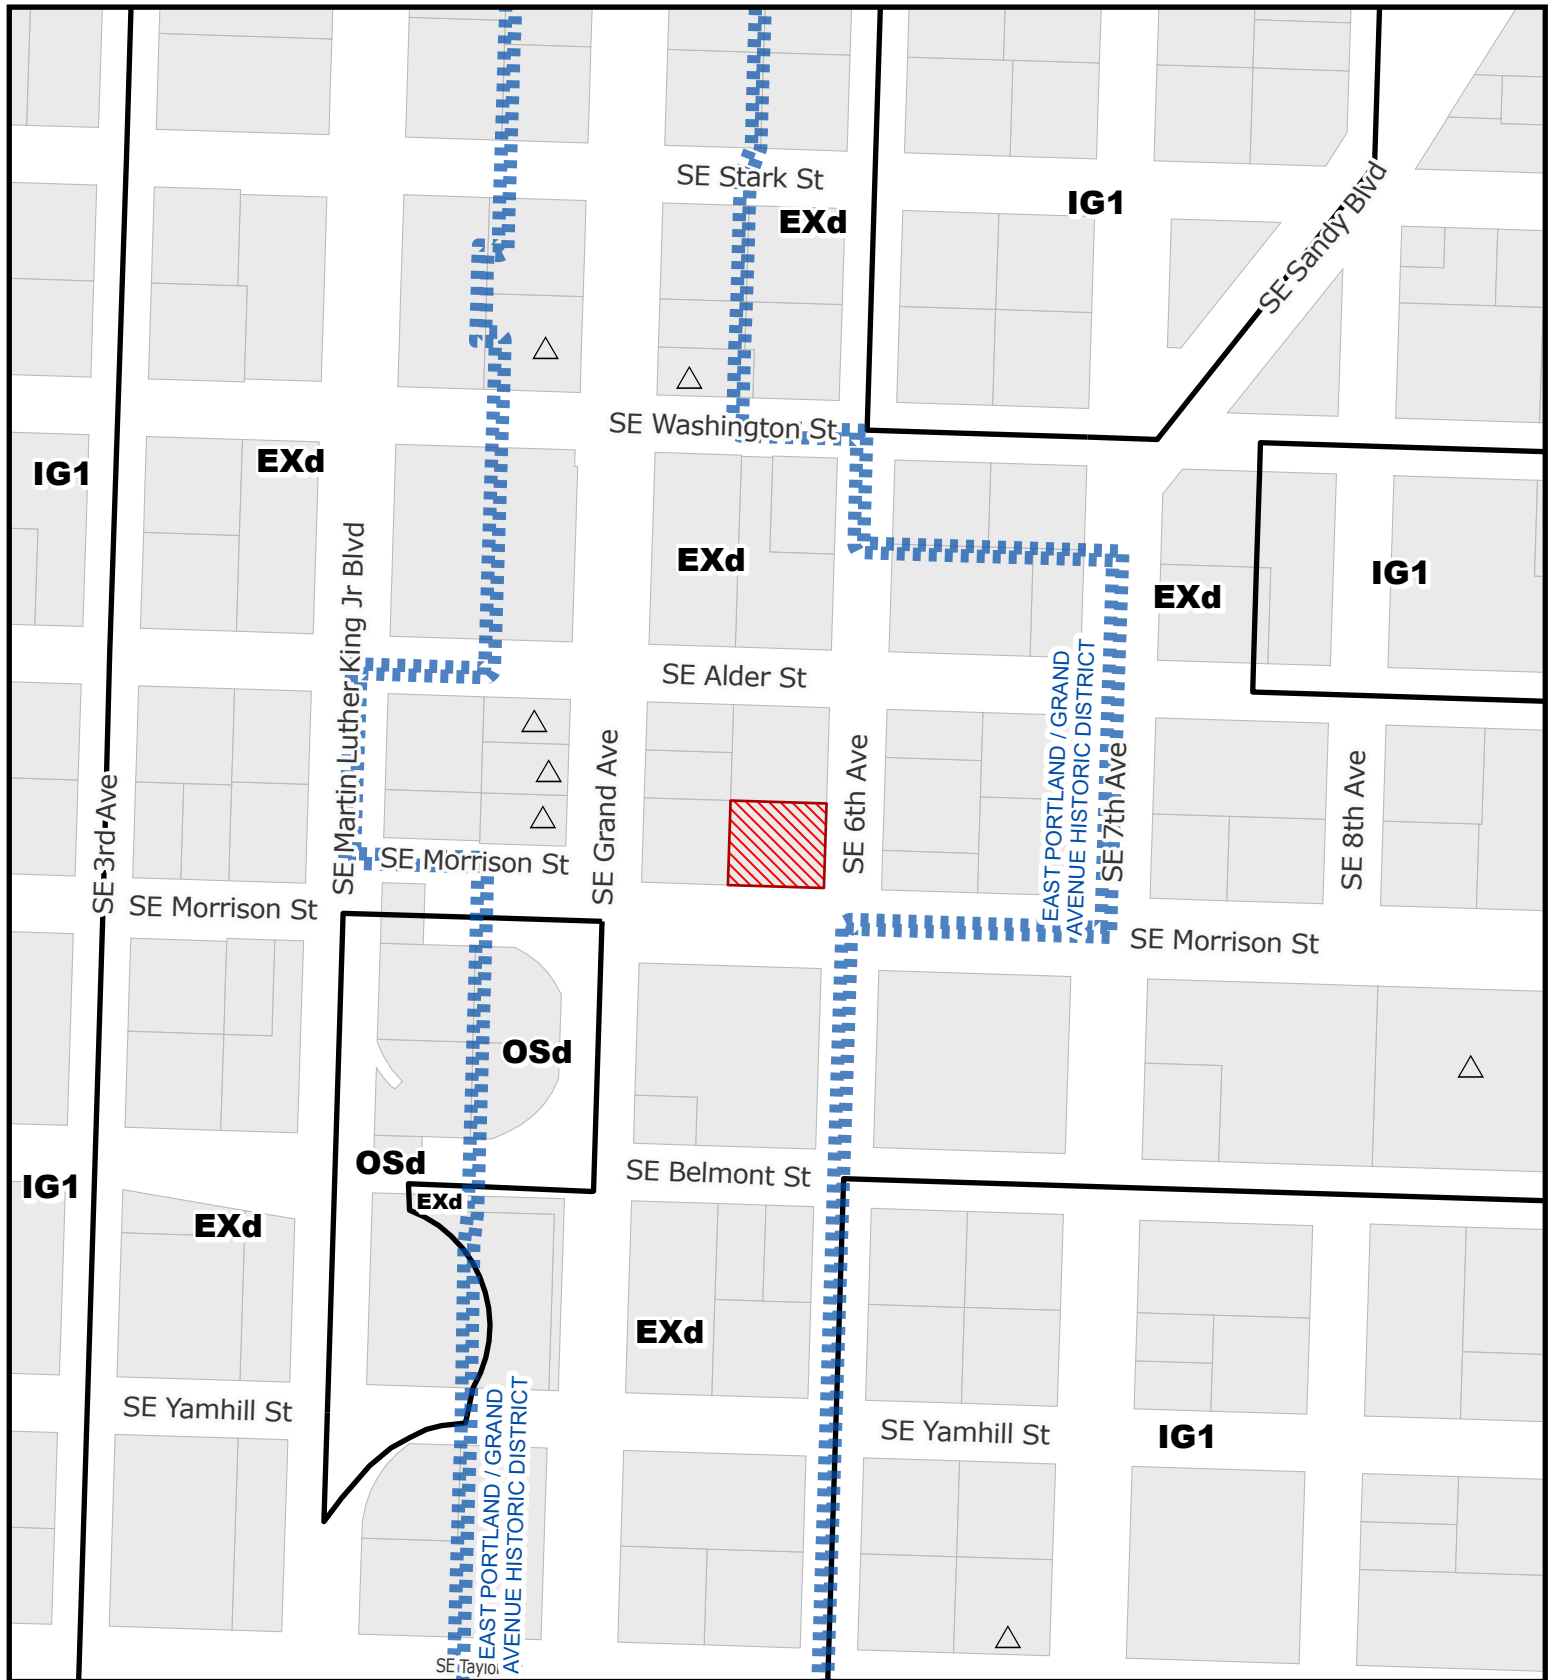 SE Stark St
EXd
IG1
SE Sandy Blvd
SE Washington St
IG1
EXd
EXd
IG1
EXd
SE Martin Luther King Jr Blvd
SE Alder St
EAST PORTLAND / GRAND
AVENUE HISTORIC DISTRICT
SE 3rd Ave
SE Grand Ave
SE 6th Ave
SE 7th Ave
SE 8th Ave
SE Morrison St
SE Morrison St
SE Morrison St
OSd
OSd
SE Belmont St
IG1
EXd
EXd
EXd
SE Yamhill St
SE Yamhill St
IG1
EAST PORTLAND / GRAND
AVENUE HISTORIC DISTRICT
SE Taylor